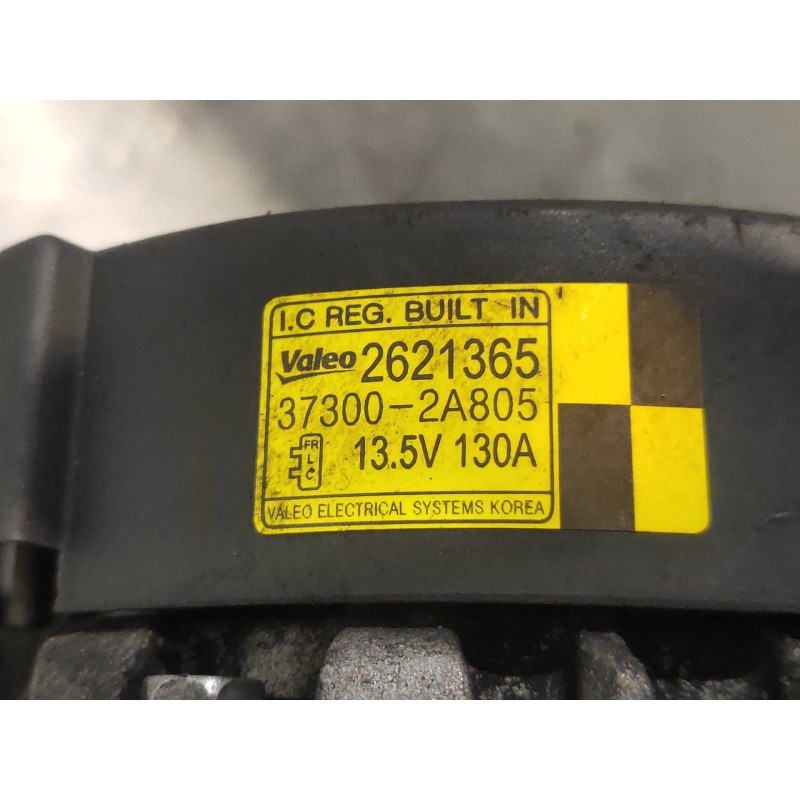 I.C REG. BUILT IN
Valeo 2621365
37300-2A805
FR
L
C
13.5V 130A
VALEO ELECTRICAL SYSTEMS KOREA